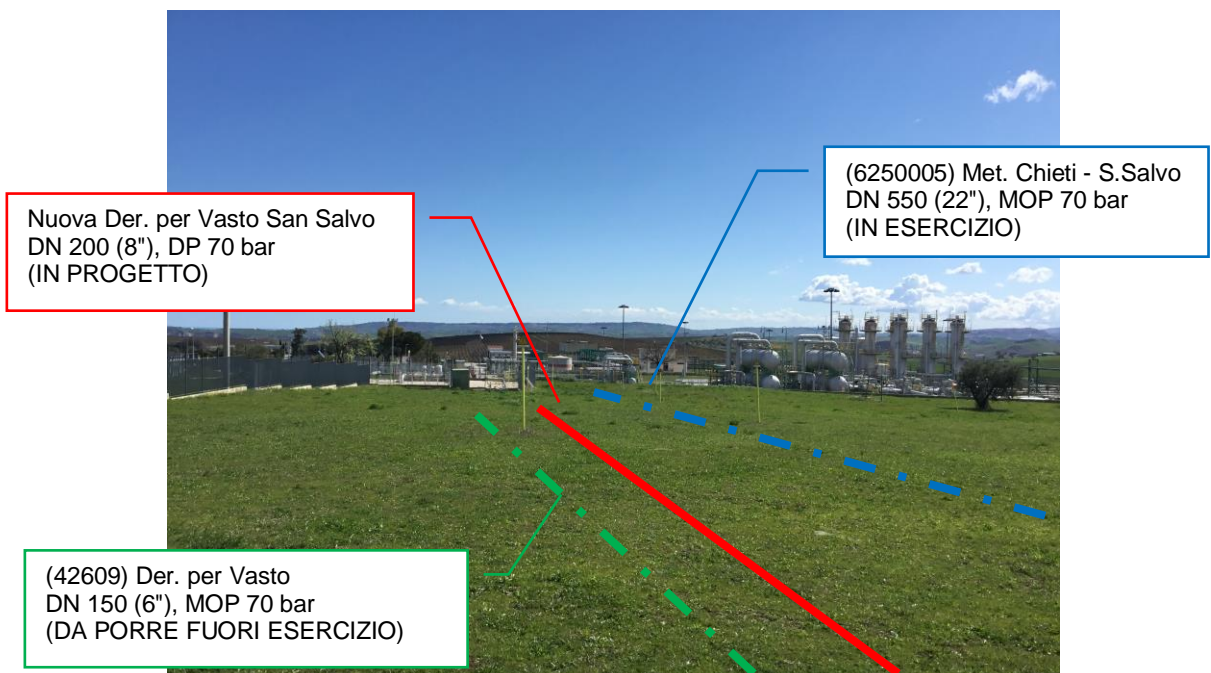 (6250005) Met. Chieti - S.Salvo
DN 550 (22"), MOP 70 bar
(IN ESERCIZIO)
Nuova Der. per Vasto San Salvo
DN 200 (8"), DP 70 bar
(IN PROGETTO)
(42609) Der. per Vasto
DN 150 (6"), MOP 70 bar
(DA PORRE FUORI ESERCIZIO)